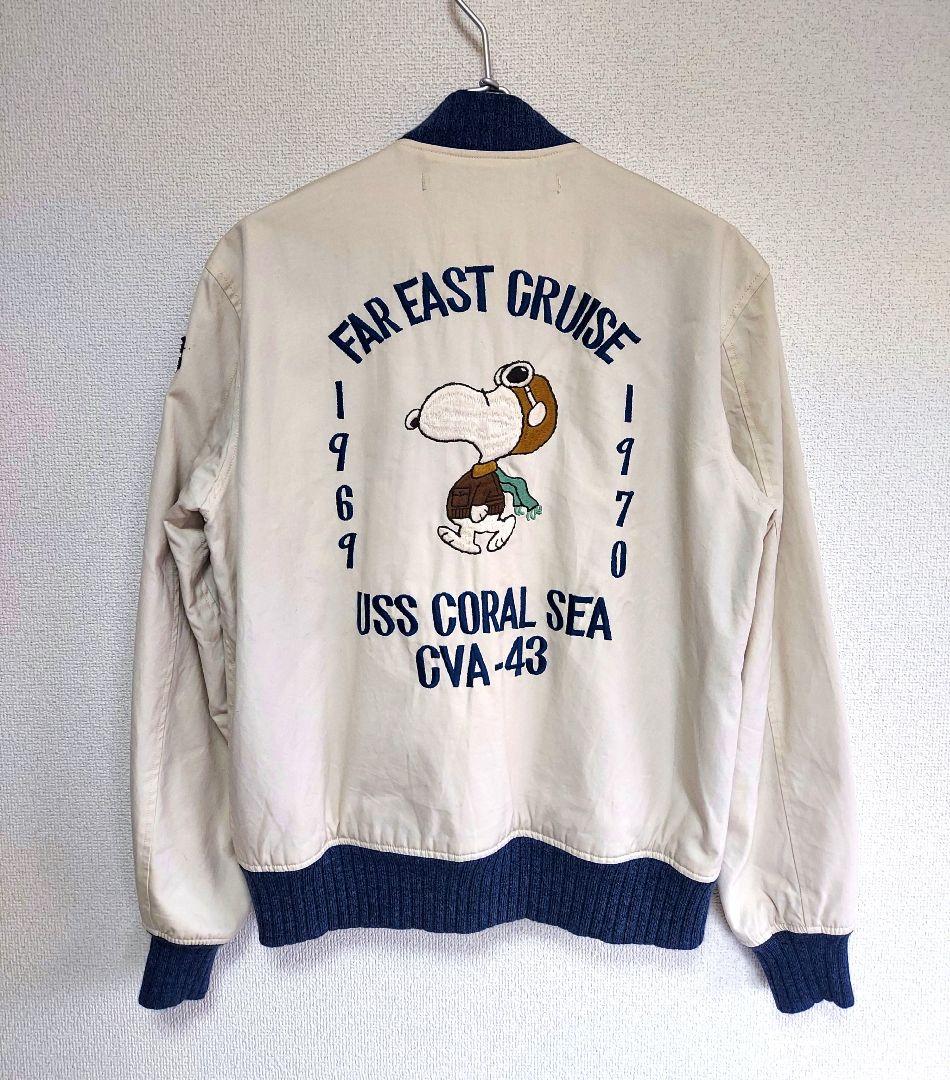 FAR EAST CRUISE
1969
1970
USS CORAL SEA
CVA-43